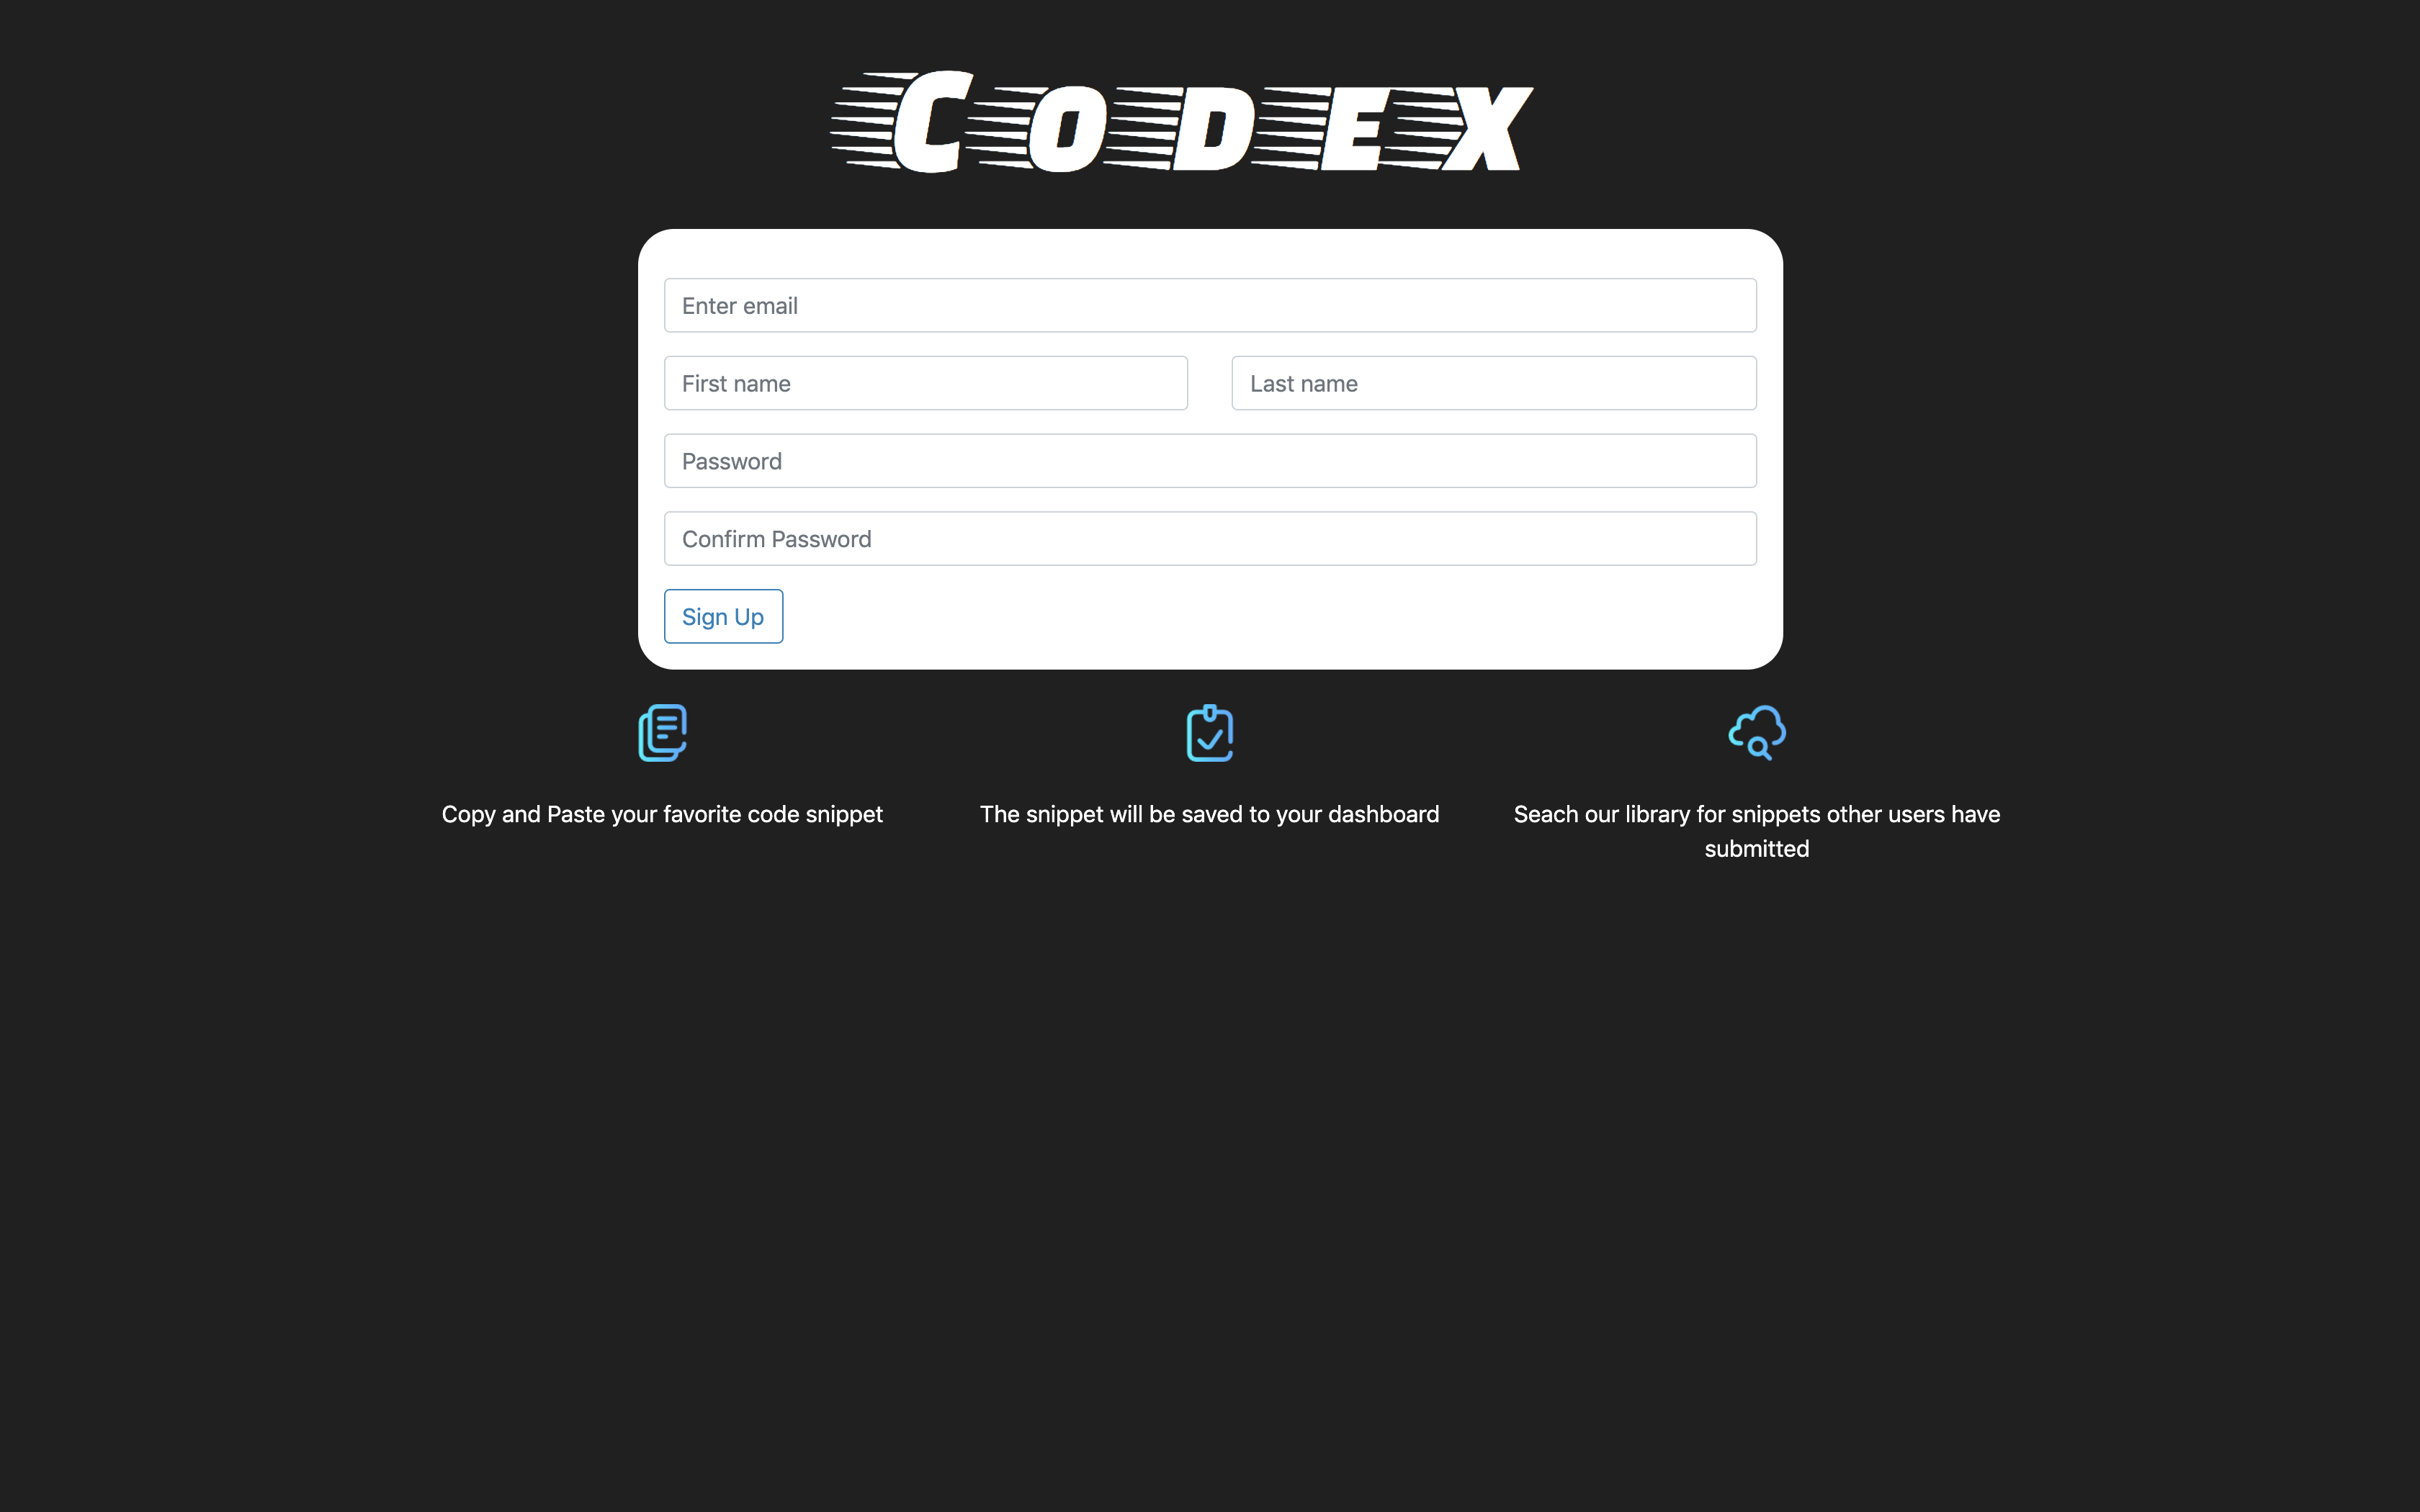 Codex
Enter email
First name
Last name
Password
Confirm Password
Sign Up
Copy and Paste your favorite code snippet
The snippet will be saved to your dashboard
Seach our library for snippets other users have
submitted